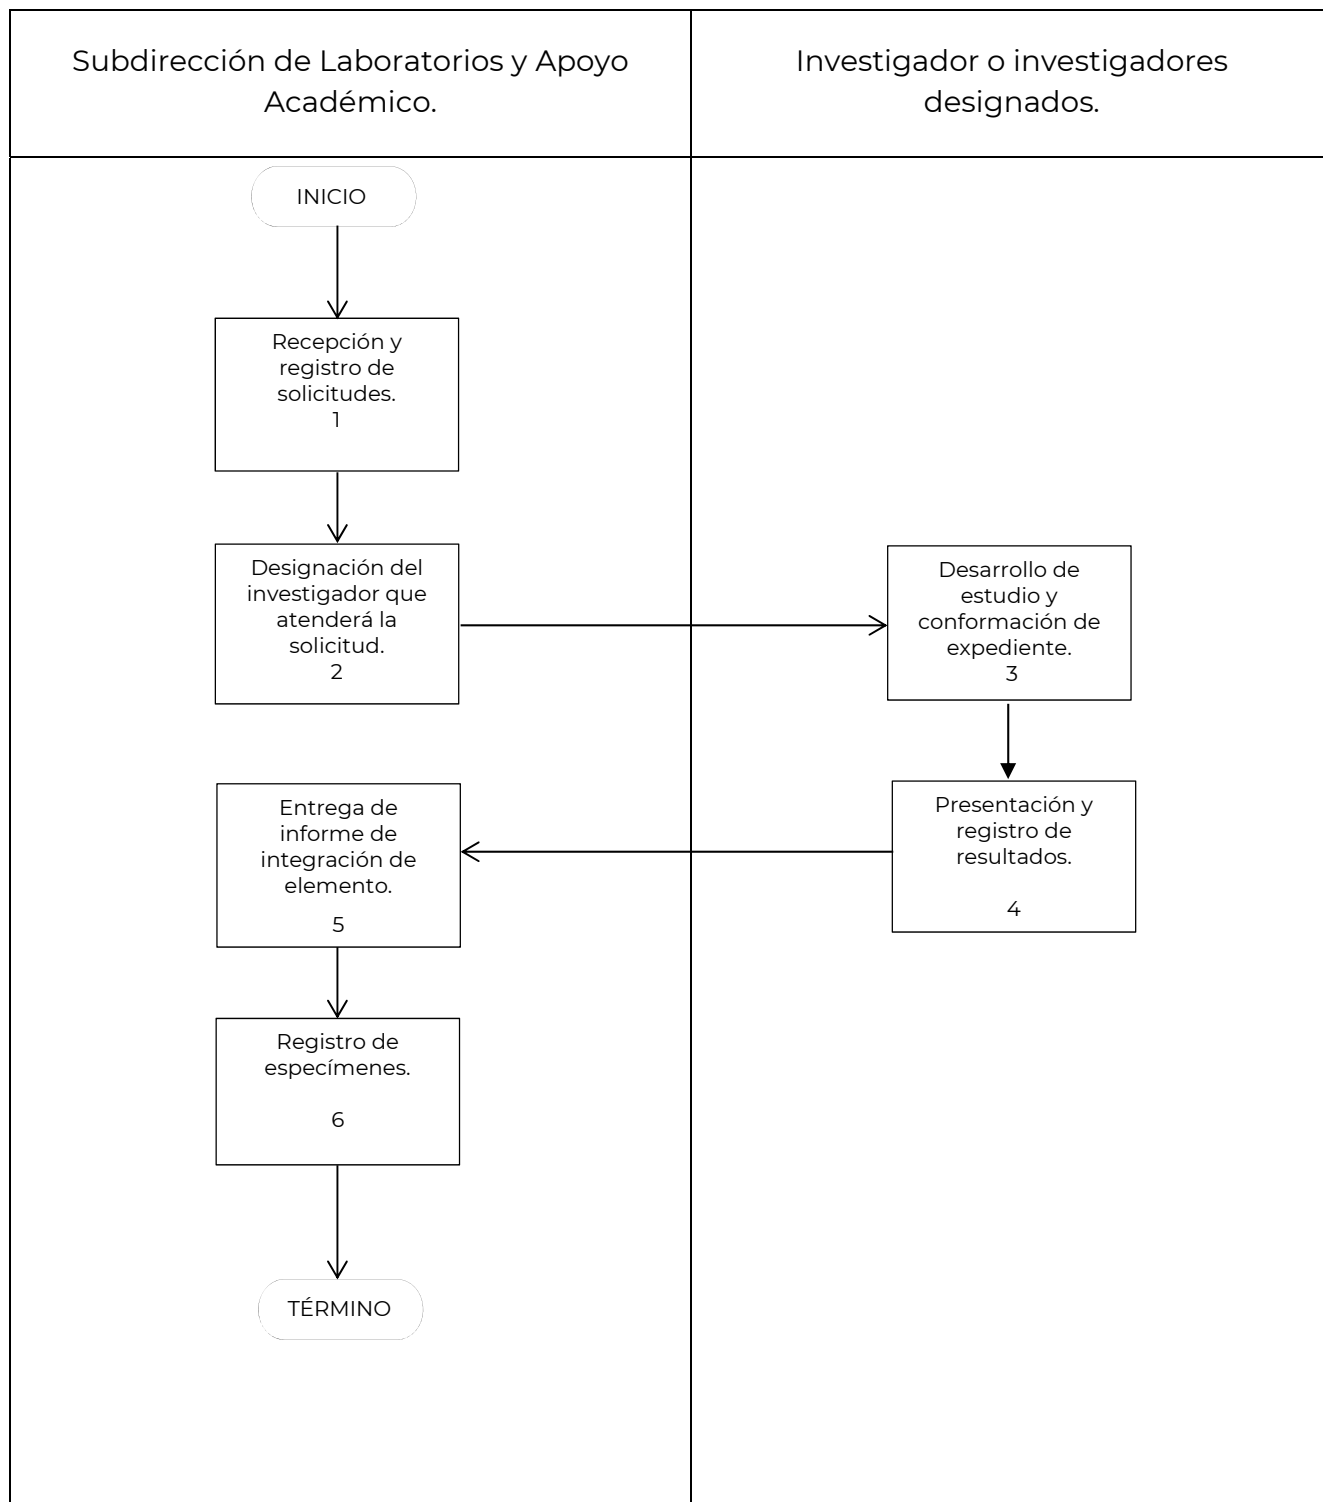 Subdirección de Laboratorios y Apoyo
Académico.
Investigador o investigadores
designados.
INICIO
Recepción y
registro de
solicitudes.
1
Designación del
investigador que
atenderá la
solicitud.
2
Desarrollo de
estudio y
conformación de
expediente.
3
Presentación y
registro de
resultados.
4
Entrega de
informe de
integración de
elemento.
5
Registro de
especímenes.
6
TÉRMINO